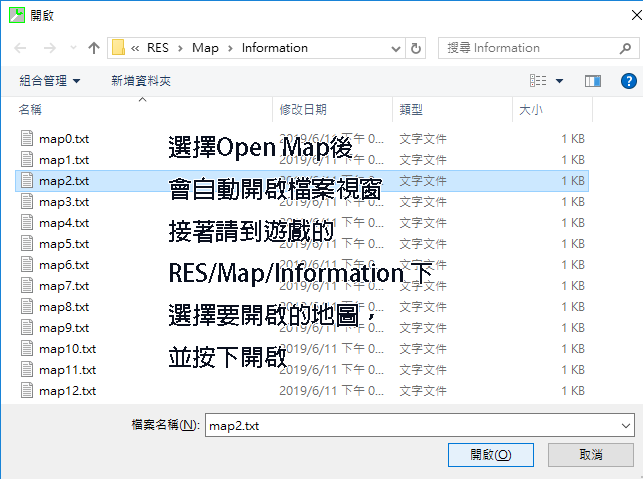 開啟
« RES > Map > Information
搜尋 Information
組合管理 新增資料夾
名稱 修改日期 類型 大小
map0.txt 2019/6/11 下午 0... 文字文件 1 KB
map1.txt 2019/6/11 下午 0... 文字文件 1 KB
map2.txt 2019/6/11 下午 0... 文字文件 1 KB
map3.txt 2019/6/11 下午 0... 文字文件 1 KB
map4.txt 2019/6/11 下午 0... 文字文件 1 KB
map5.txt 2019/6/11 下午 0... 文字文件 1 KB
map6.txt 2019/6/11 下午 0... 文字文件 1 KB
map7.txt 2019/6/11 下午 0... 文字文件 1 KB
map8.txt 2019/6/11 下午 0... 文字文件 1 KB
map9.txt 2019/6/11 下午 0... 文字文件 1 KB
map10.txt 2019/6/11 下午 0... 文字文件 1 KB
map11.txt 2019/6/11 下午 0... 文字文件 1 KB
map12.txt 2019/6/11 下午 0... 文字文件 1 KB
選擇Open Map後
會自動開啟檔案視窗
接著請到遊戲的
RES/Map/Information 下
選擇要開啟的地圖，
並按下開啟
檔案名稱(N): map2.txt
開啟(O) 取消